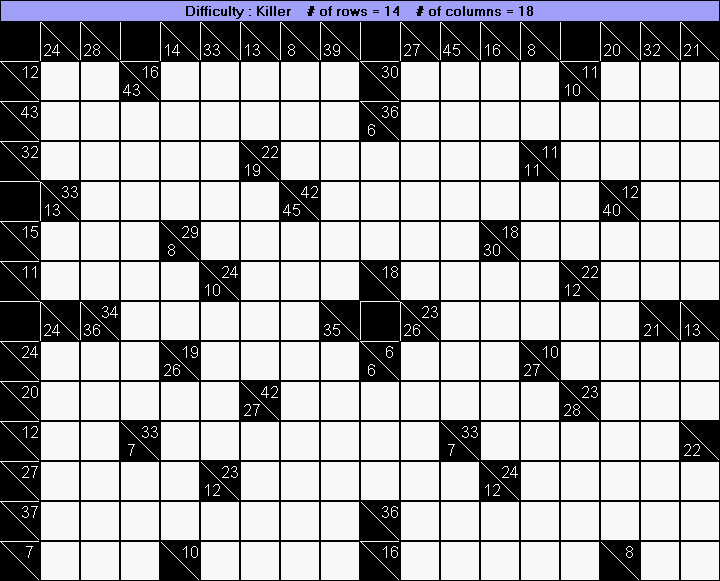 Difficulty : Killer # of rows = 14 # of columns = 18
24 28 14 33 13 8 39 27 45 16 8 20 32 21
12 16 43 30 11 10
43 36 6
32 22 19 11 11
33 13 42 45 12 40
15 29 8 18 30
11 24 10 18 22 12
24 34 36 35 23 26 21 13
24 19 26 6 6 10 27
20 42 27 23 28
12 33 7 33 7 22
27 23 12 24 12
37 36
7 10 16 8